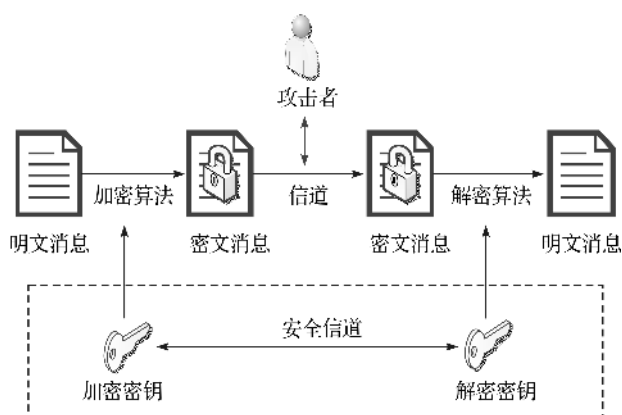 攻击者
加密算法
信道
解密算法
明文消息
密文消息
密文消息
明文消息
安全信道
加密密钥
解密密钥